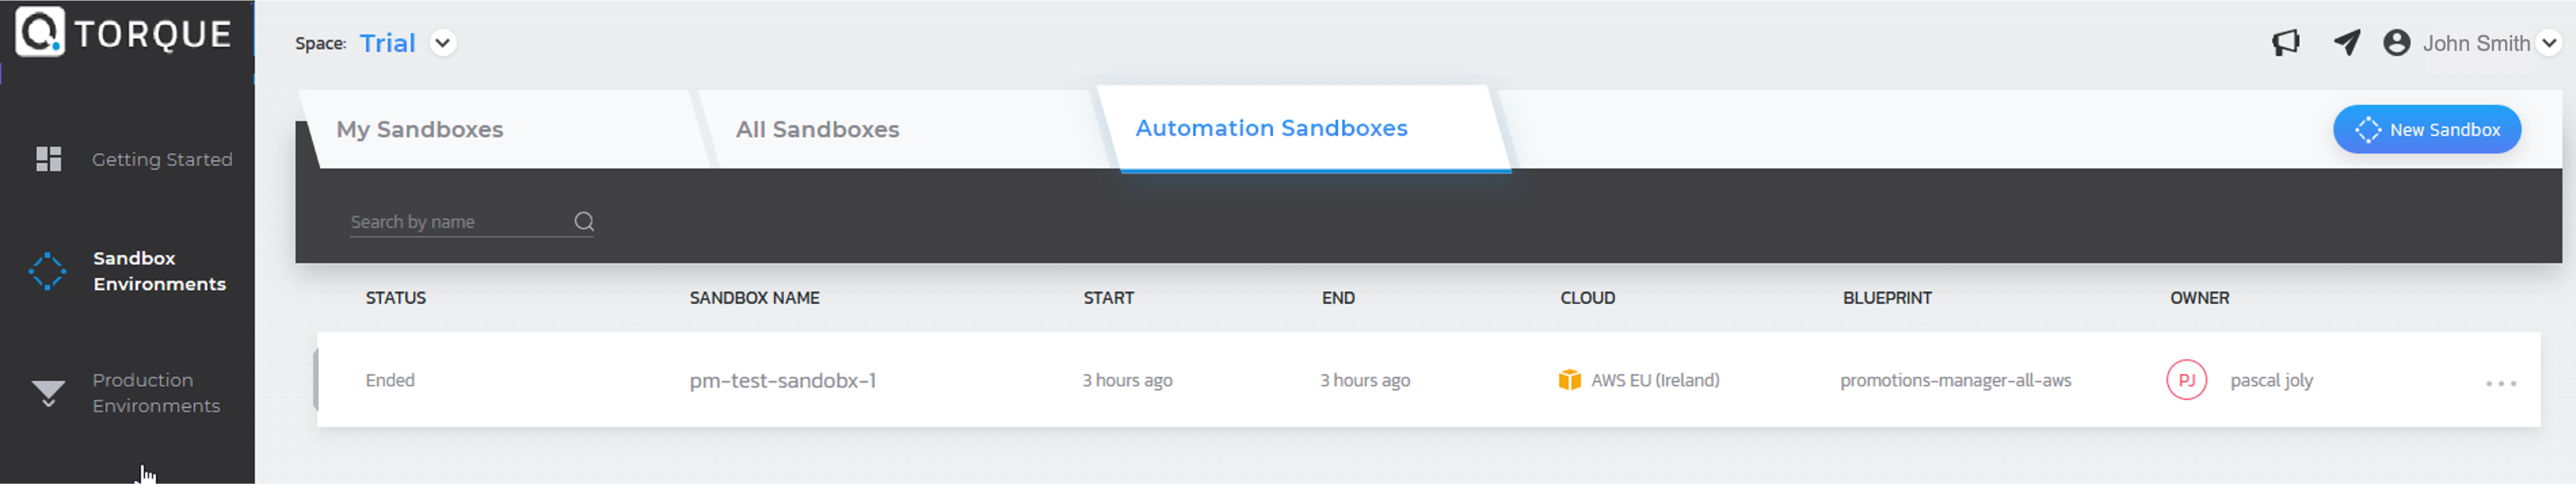 TORQUE
Space: Trial
John Smith
My Sandboxes
All Sandboxes
Automation Sandboxes
New Sandbox
Getting Started
Search by name
Sandbox
Environments
STATUS SANDBOX NAME START END CLOUD BLUEPRINT OWNER
Production
Environments
Ended pm-test-sandobx-1 3 hours ago 3 hours ago AWS EU (Ireland) promotions-manager-all-aws PJ pascal joly